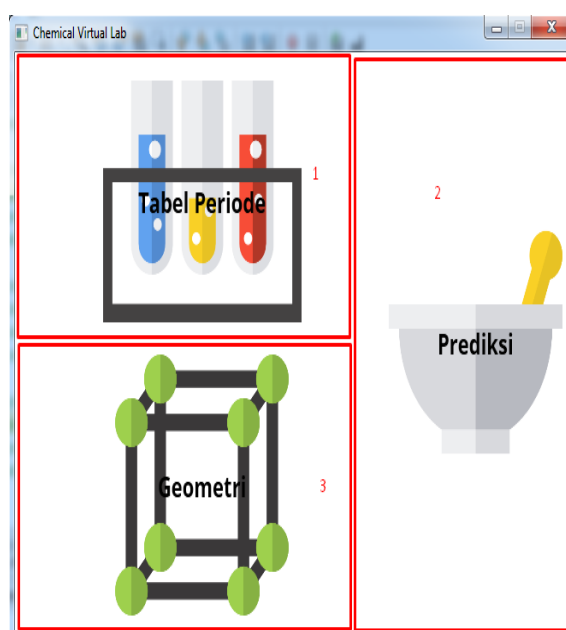 Chemical Virtual Lab
1
Tabel Periode
2
Prediksi
Geometri
3